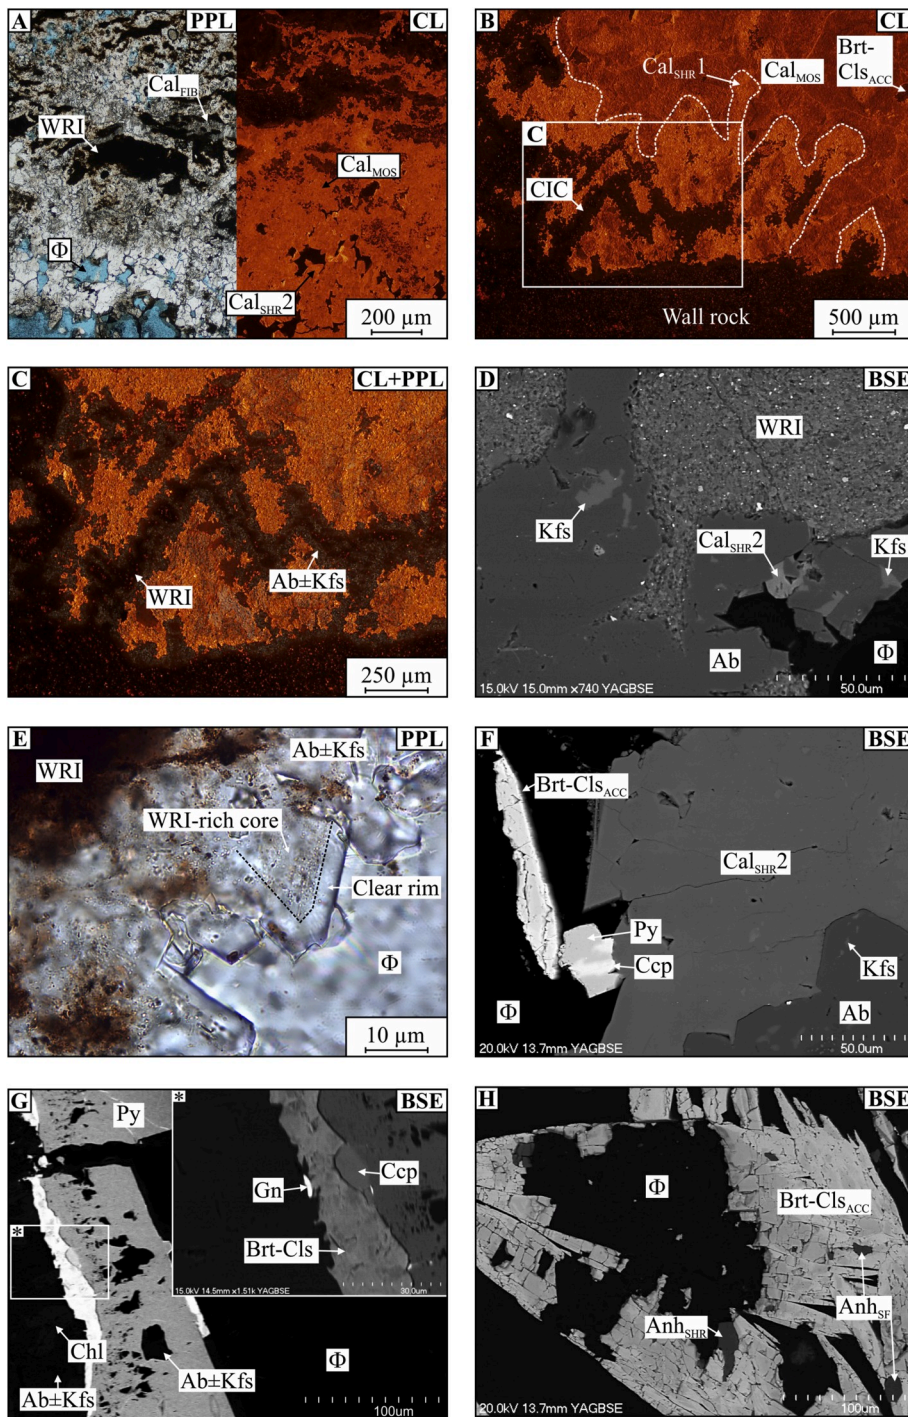 A
PPL
CL
Cal_FIB
WRI
Cal_MOS
Φ
Cal_SHR2
200 µm
B
CL
Cal_SHR1
Cal_MOS
Brt-
Cls_ACC
C
CIC
Wall rock
500 µm
C
CL+PPL
WRI
Ab±Kfs
250 µm
D
BSE
WRI
Kfs
Cal_SHR2
Kfs
Ab
Φ
15.0kV 15.0mm x740 YAGBSE
50.0um
E
PPL
Ab±Kfs
WRI
WRI-rich core
Clear rim
Φ
10 µm
F
BSE
Brt-Cls_ACC
Cal_SHR2
Py
Ccp
Kfs
Φ
Ab
20.0kV 13.7mm YAGBSE
50.0um
G
Py
*
BSE
Ccp
Gn
*
Brt-Cls
15.0kV 14.5mm x1.51k YAGBSE
30.0um
Chl
Ab±Kfs
Ab±Kfs
Φ
100um
H
BSE
Φ
Brt-Cls_ACC
Anh_SF
Anh_SHR
20.0kV 13.7mm YAGBSE
100um